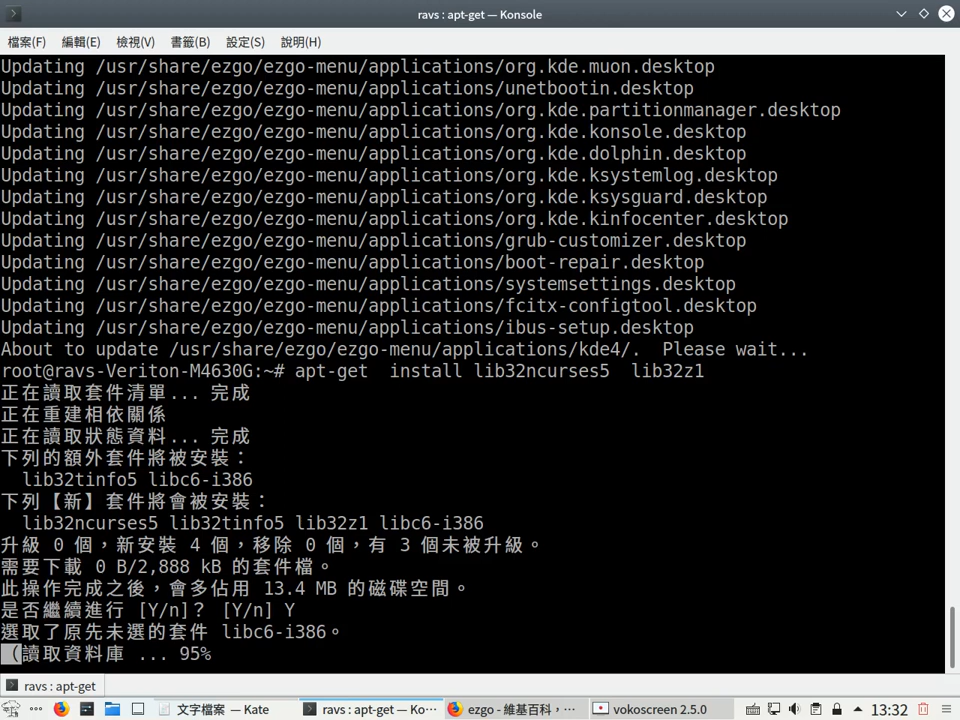 ravs : apt-get — Konsole
檔案(F) 編輯(E) 檢視(V) 書籤(B) 設定(S) 說明(H)
Updating /usr/share/ezgo/ezgo-menu/applications/org.kde.muon.desktop
Updating /usr/share/ezgo/ezgo-menu/applications/unetbootin.desktop
Updating /usr/share/ezgo/ezgo-menu/applications/org.kde.partitionmanager.desktop
Updating /usr/share/ezgo/ezgo-menu/applications/org.kde.konsole.desktop
Updating /usr/share/ezgo/ezgo-menu/applications/org.kde.dolphin.desktop
Updating /usr/share/ezgo/ezgo-menu/applications/org.kde.ksystemlog.desktop
Updating /usr/share/ezgo/ezgo-menu/applications/org.kde.ksysguard.desktop
Updating /usr/share/ezgo/ezgo-menu/applications/org.kde.kinfocenter.desktop
Updating /usr/share/ezgo/ezgo-menu/applications/grub-customizer.desktop
Updating /usr/share/ezgo/ezgo-menu/applications/boot-repair.desktop
Updating /usr/share/ezgo/ezgo-menu/applications/systemsettings.desktop
Updating /usr/share/ezgo/ezgo-menu/applications/fcitx-configtool.desktop
Updating /usr/share/ezgo/ezgo-menu/applications/ibus-setup.desktop
About to update /usr/share/ezgo/ezgo-menu/applications/kde4/.  Please wait...
root@ravs-Veriton-M4630G:~# apt-get  install lib32ncurses5  lib32z1
正在讀取套件清單... 完成
正在重建相依關係
正在讀取狀態資料... 完成
下列的額外套件將被安裝：
  lib32tinfo5 libc6-i386
下列【新】套件將會被安裝：
  lib32ncurses5 lib32tinfo5 lib32z1 libc6-i386
升級 0 個，新安裝 4 個，移除 0 個，有 3 個未被升級。
需要下載 0 B/2,888 kB 的套件檔。
此操作完成之後，會多佔用 13.4 MB 的磁碟空間。
是否繼續進行 [Y/n]？ [Y/n] Y
選取了原先未選的套件 libc6-i386。
(讀取資料庫 ... 95%
ravs : apt-get
文字檔案 — Kate ravs : apt-get — Ko⋯ ezgo - 維基百科，⋯ vokoscreen 2.5.0 13:32